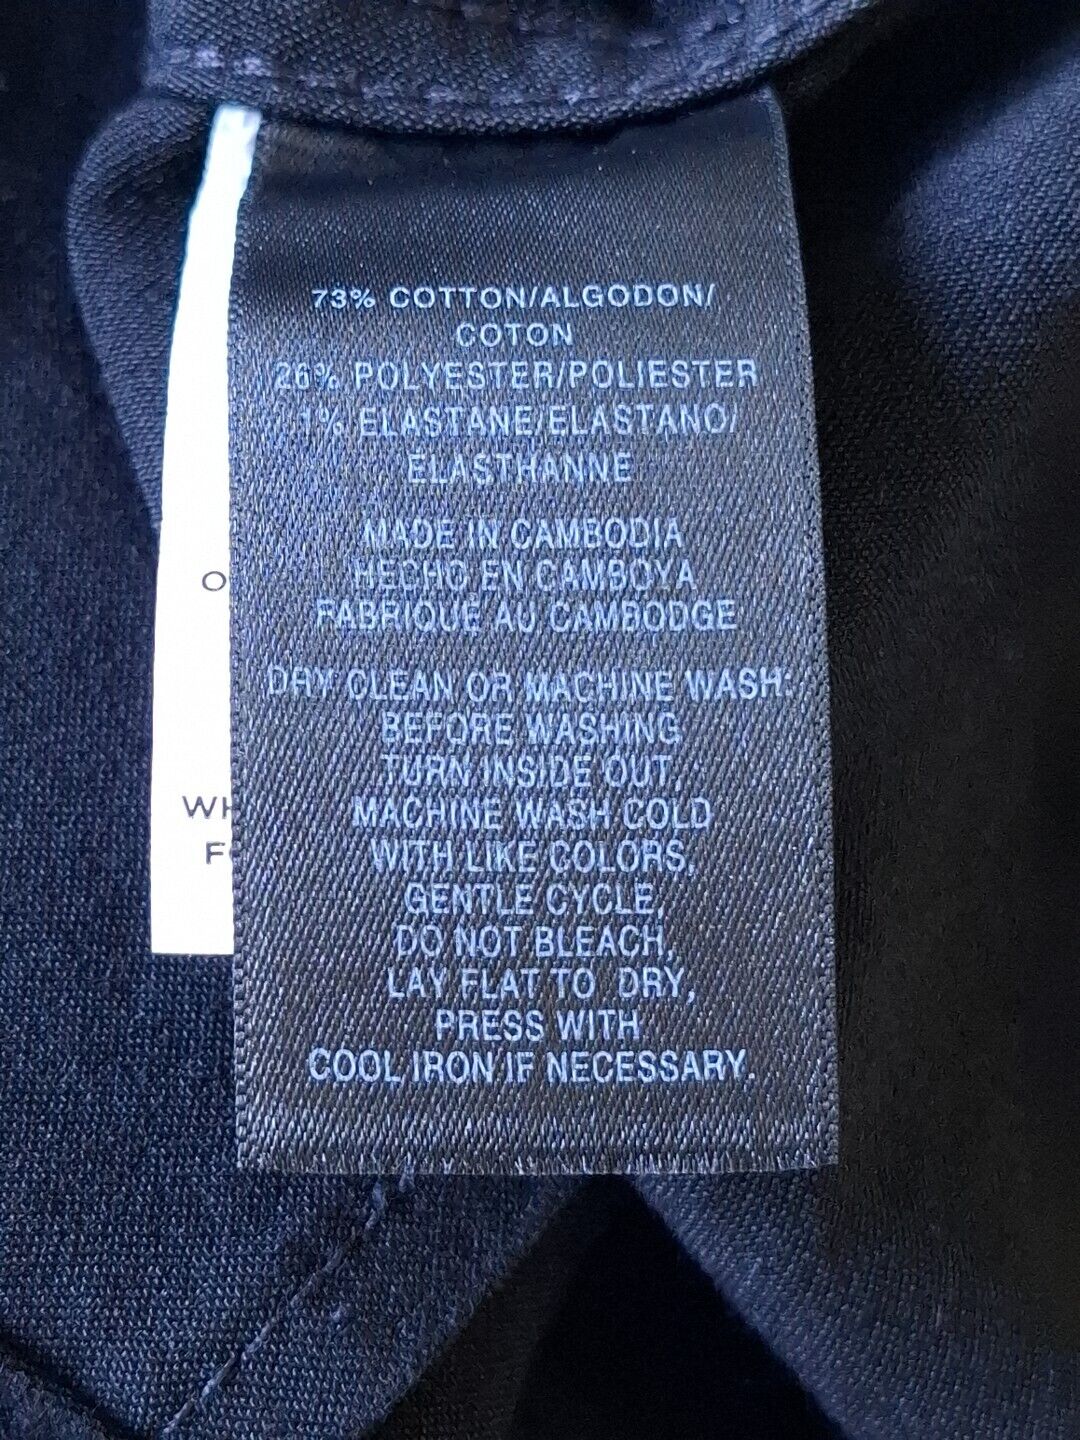 73% COTTON/ALGODON/
COTON
26% POLYESTER/POLIESTER
1% ELASTANE/ELASTANO/
ELASTHANNE
MADE IN CAMBODIA
HECHO EN CAMBOYA
FABRIQUE AU CAMBODGE
DRY CLEAN OR MACHINE WASH:
BEFORE WASHING
TURN INSIDE OUT,
MACHINE WASH COLD
WITH LIKE COLORS,
GENTLE CYCLE,
DO NOT BLEACH,
LAY FLAT TO DRY,
PRESS WITH
COOL IRON IF NECESSARY.